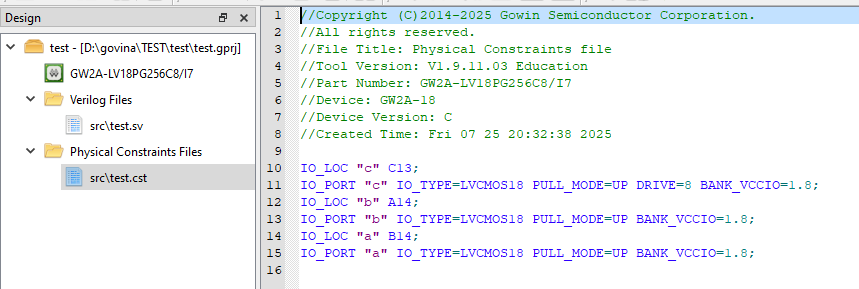 Design
test - [D:\govina\TEST\test\test.gprj]
GW2A-LV18PG256C8/I7
Verilog Files
src\test.sv
Physical Constraints Files
src\test.cst
1 //Copyright (C)2014-2025 Gowin Semiconductor Corporation.
2 //All rights reserved.
3 //File Title: Physical Constraints file
4 //Tool Version: V1.9.11.03 Education
5 //Part Number: GW2A-LV18PG256C8/I7
6 //Device: GW2A-18
7 //Device Version: C
8 //Created Time: Fri 07 25 20:32:38 2025
9
10 IO_LOC "c" C13;
11 IO_PORT "c" IO_TYPE=LVCMOS18 PULL_MODE=UP DRIVE=8 BANK_VCCIO=1.8;
12 IO_LOC "b" A14;
13 IO_PORT "b" IO_TYPE=LVCMOS18 PULL_MODE=UP BANK_VCCIO=1.8;
14 IO_LOC "a" B14;
15 IO_PORT "a" IO_TYPE=LVCMOS18 PULL_MODE=UP BANK_VCCIO=1.8;
16